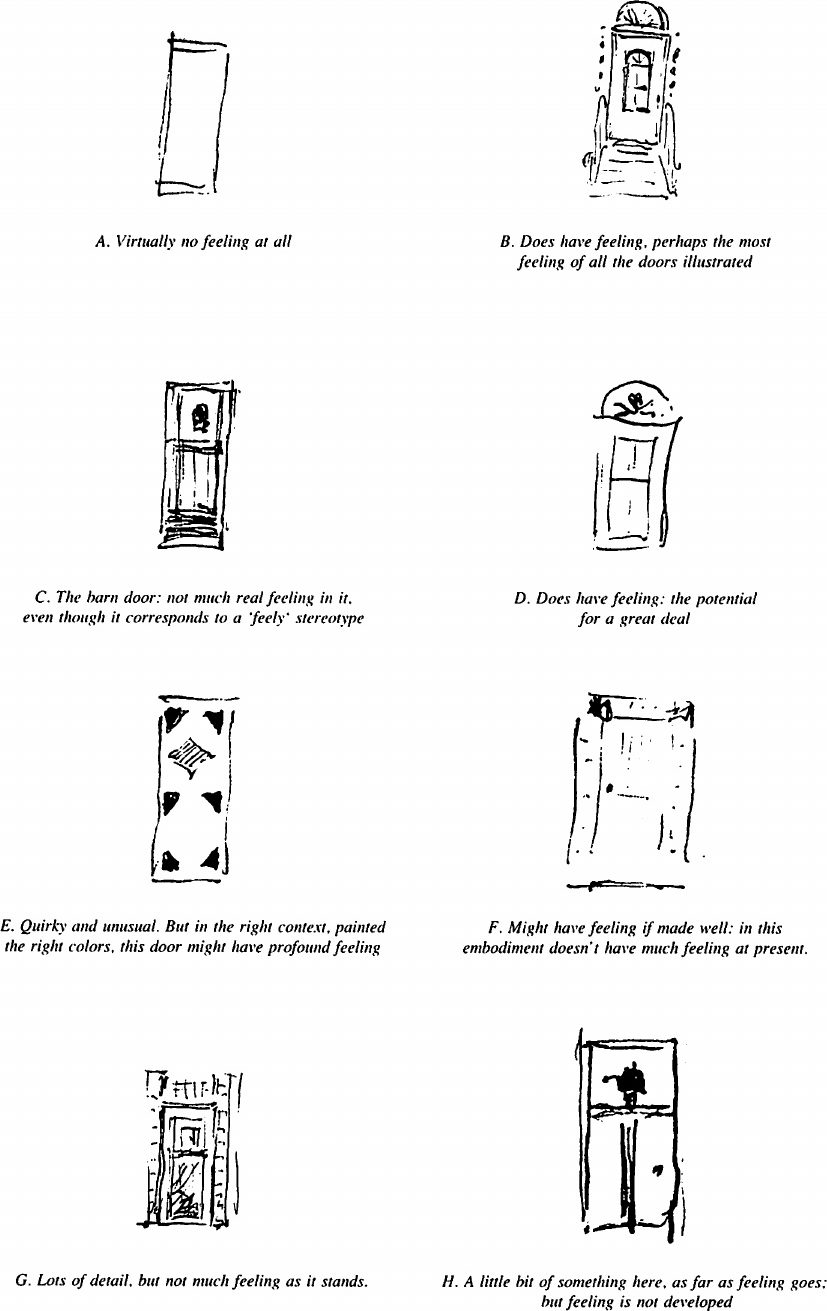 A. Virtually no feeling at all
B. Does have feeling, perhaps the most
feeling of all the doors illustrated
C. The barn door: not much real feeling in it,
even though it corresponds to a 'feely' stereotype
D. Does have feeling: the potential
for a great deal
E. Quirky and unusual. But in the right context, painted
the right colors, this door might have profound feeling
F. Might have feeling if made well: in this
embodiment doesn't have much feeling at present.
G. Lots of detail, but not much feeling as it stands.
H. A little bit of something here, as far as feeling goes;
but feeling is not developed